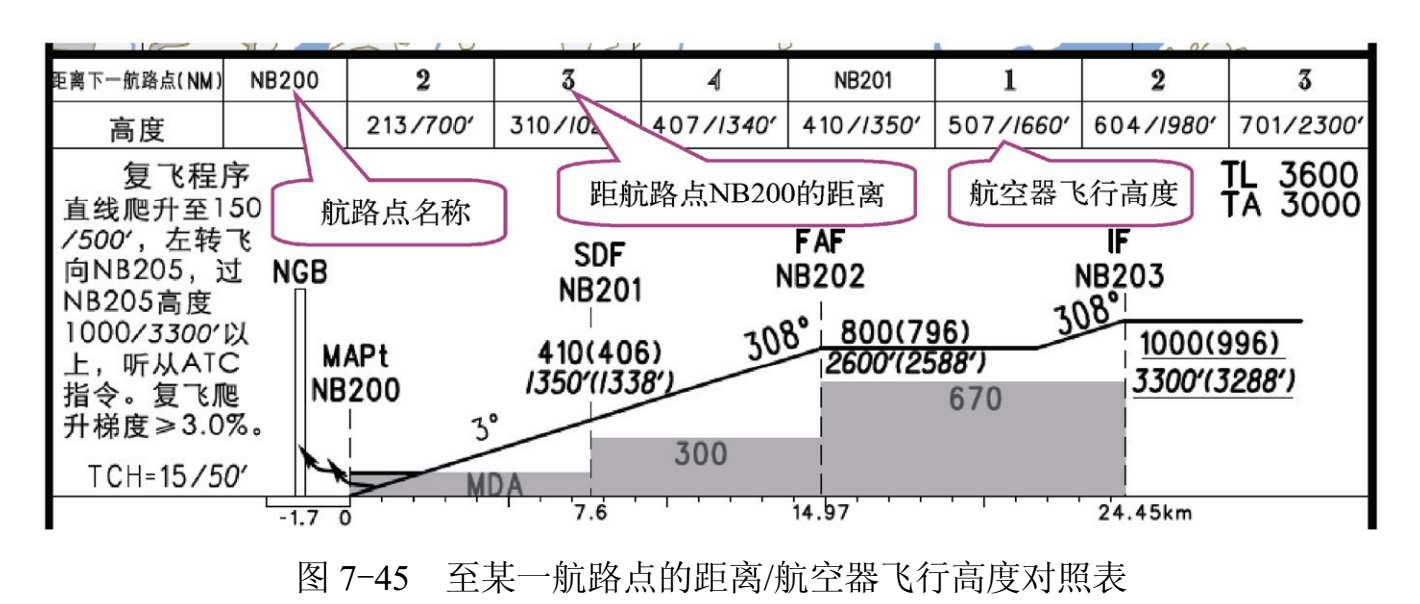 距离下一航路点(NM) NB200 2 3 4 NB201 1 2 3
高度 213/700′ 310/102 407/1340′ 410/1350′ 507/1660′ 604/1980′ 701/2300′
航路点名称
距航路点NB200的距离
航空器飞行高度
TL 3600
TA 3000
复飞程序
直线爬升至150
/500′，左转飞
向NB205，过
NB205高度
1000/3300′以
上，听从ATC
指令。复飞爬
升梯度≥3.0%。
TCH=15/50′
NGB
MAPt
NB200
SDF
NB201
FAF
NB202
IF
NB203
410(406)
1350′(1338′)
308°
800(796)
2600′(2588′)
308°
1000(996)
3300′(3288′)
3°
MDA
300
670
-1.7 0 7.6 14.97 24.45km
图 7-45 至某一航路点的距离/航空器飞行高度对照表